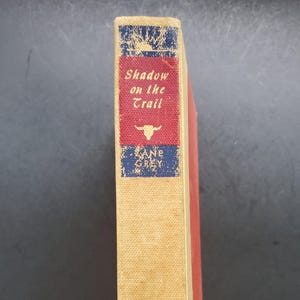 Shadow
on the
Trail
ZANE
GREY